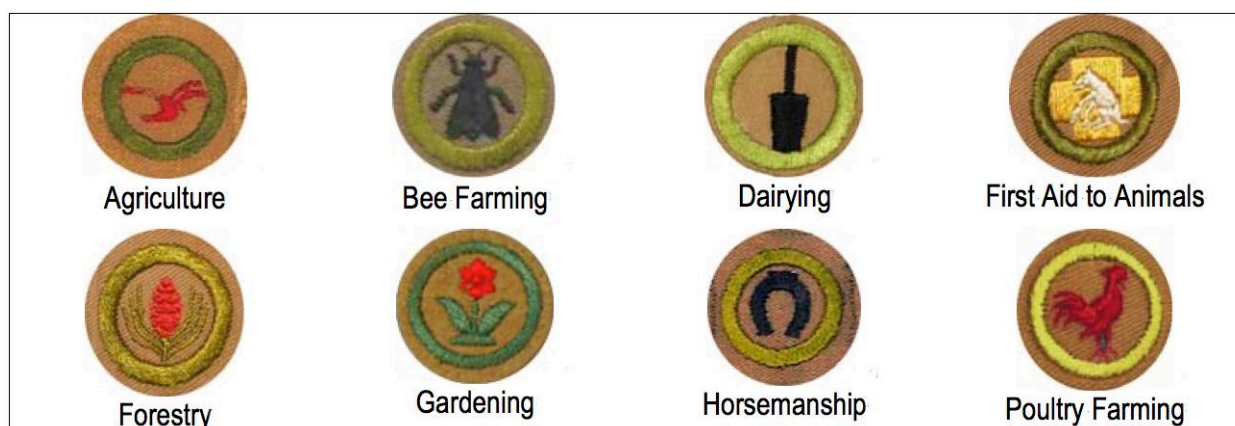 Agriculture
Bee Farming
Dairying
First Aid to Animals
Forestry
Gardening
Horsemanship
Poultry Farming